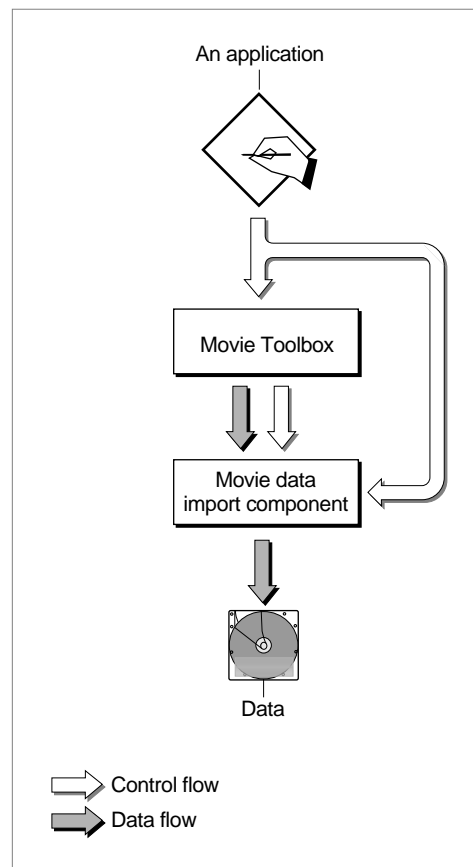 An application
Movie Toolbox
Movie data
import component
Data
Control flow
Data flow